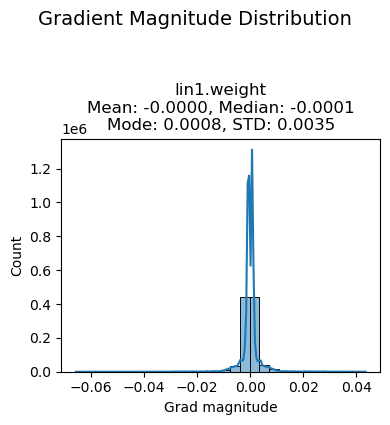 Gradient Magnitude Distribution
lin1.weight
Mean: -0.0000, Median: -0.0001
Mode: 0.0008, STD: 0.0035
1e6
1.2
1.0
0.8
0.6
0.4
0.2
0.0
Count
−0.06 −0.04 −0.02 0.00 0.02 0.04
Grad magnitude